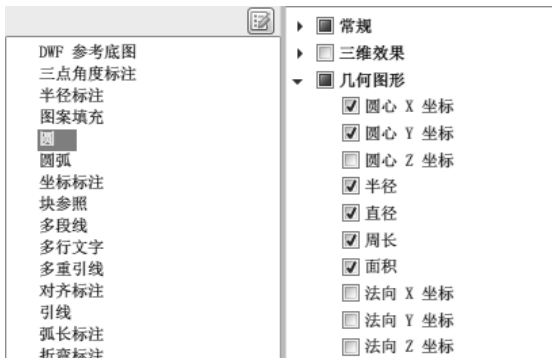 DWF 参考底图
三点角度标注
半径标注
图案填充
圆
圆弧
坐标标注
块参照
多段线
多行文字
多重引线
对齐标注
引线
弧长标注
折弯标注
常规
三维效果
几何图形
圆心 X 坐标
圆心 Y 坐标
圆心 Z 坐标
半径
直径
周长
面积
法向 X 坐标
法向 Y 坐标
法向 Z 坐标